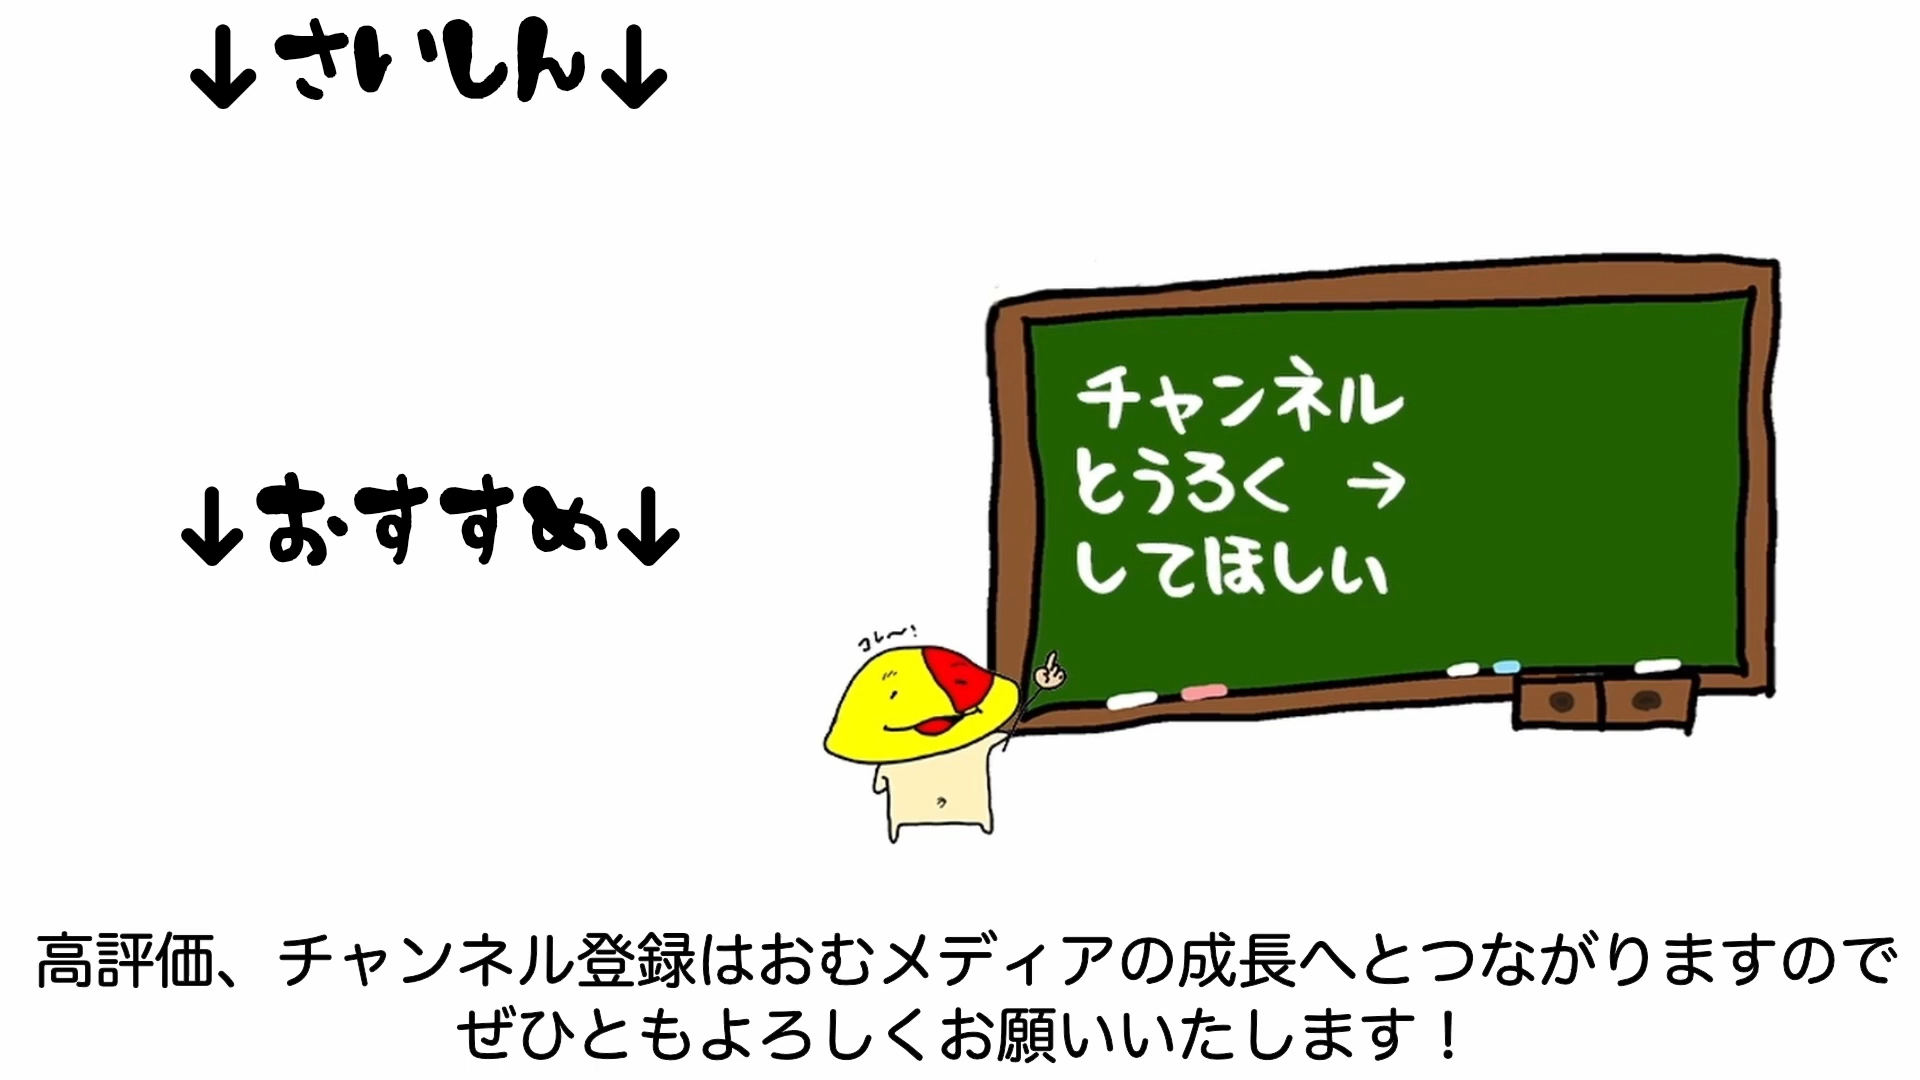 ↓さいしん↓
↓おすすめ↓
チャンネル
とうろく →
してほしい
コレ〜！
高評価、チャンネル登録はおむメディアの成長へとつながりますので
ぜひともよろしくお願いいたします！